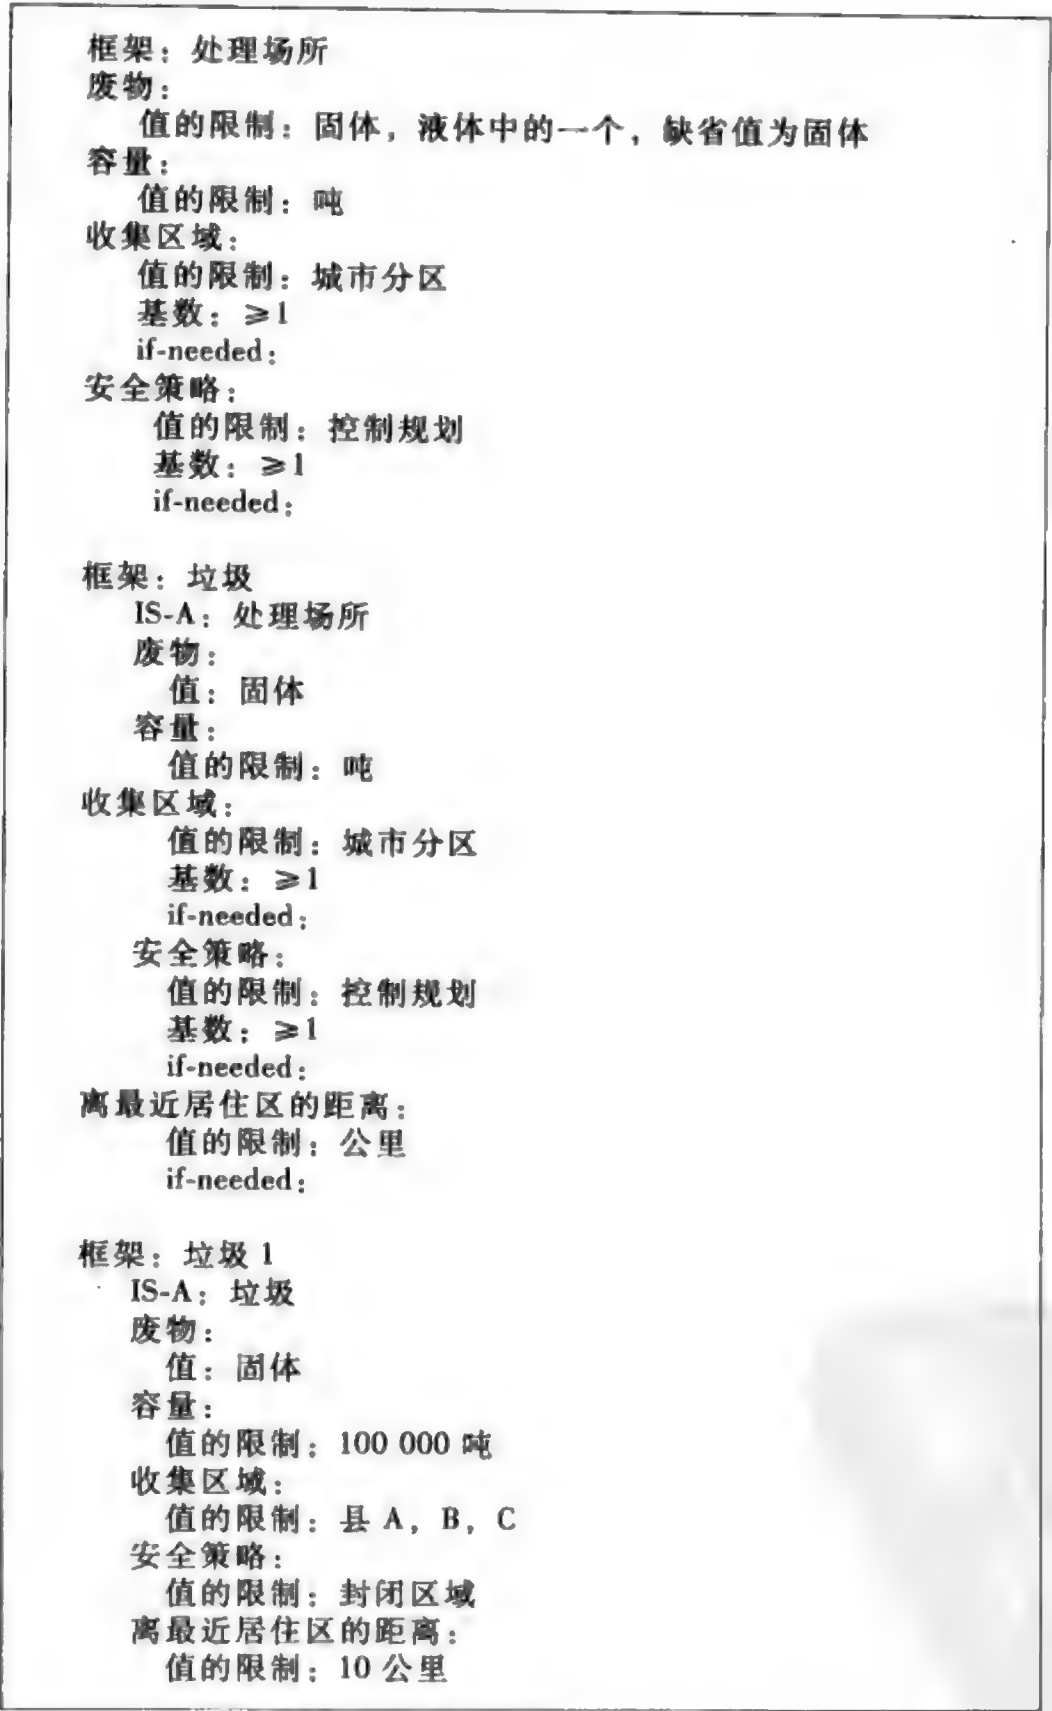 框架：处理场所
废物：
值的限制：固体，液体中的一个，缺省值为固体
容量：
值的限制：吨
收集区域：
值的限制：城市分区
基数：≥1
if-needed：
安全策略：
值的限制：控制规划
基数：≥1
if-needed：
框架：垃圾
IS-A：处理场所
废物：
值：固体
容量：
值的限制：吨
收集区域：
值的限制：城市分区
基数：≥1
if-needed：
安全策略：
值的限制：控制规划
基数：≥1
if-needed：
离最近居住区的距离：
值的限制：公里
if-needed：
框架：垃圾 1
IS-A：垃圾
废物：
值：固体
容量：
值的限制：100 000 吨
收集区域：
值的限制：县 A，B，C
安全策略：
值的限制：封闭区域
离最近居住区的距离：
值的限制：10 公里